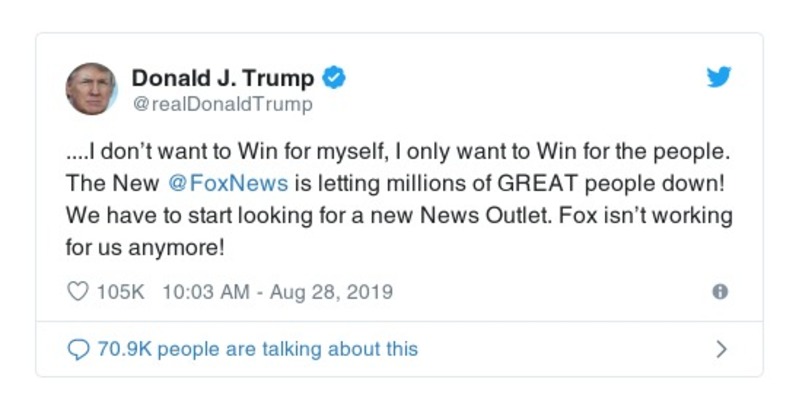 Donald J. Trump
@realDonaldTrump
....I don’t want to Win for myself, I only want to Win for the people.
The New @FoxNews is letting millions of GREAT people down!
We have to start looking for a new News Outlet. Fox isn’t working
for us anymore!
105K 10:03 AM - Aug 28, 2019
70.9K people are talking about this